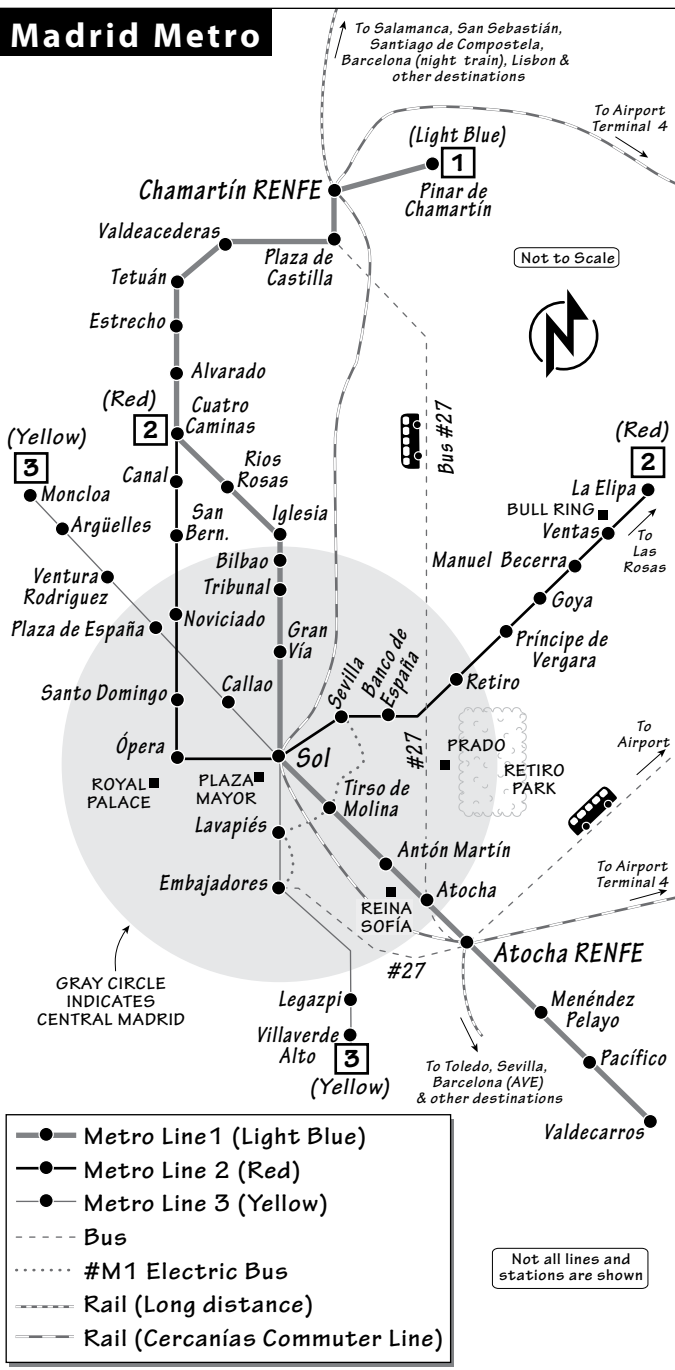 Madrid Metro
To Salamanca, San Sebastián,
Santiago de Compostela,
Barcelona (night train), Lisbon &
other destinations
To Airport
Terminal 4
(Light Blue)
1
Chamartín RENFE
Pinar de
Chamartín
Valdeacederas
Plaza de
Castilla
Not to Scale
Tetuán
Estrecho
N
Alvarado
(Red)
2
Cuatro
Caminas
Bus #27
(Yellow)
3
(Red)
2
Moncloa
Canal
Rios
Rosas
La Elipa
BULL RING
Argüelles
San
Bern.
Iglesia
Ventas
To
Las
Rosas
Bilbao
Manuel Becerra
Ventura
Rodriguez
Tribunal
Goya
Plaza de España
Noviciado
Gran
Vía
Príncipe de
Vergara
Santo Domingo
Callao
Sevilla
Banco de
España
Retiro
Ópera
Sol
#27
PRADO
RETIRO
PARK
To
Airport
ROYAL
PALACE
PLAZA
MAYOR
Tirso de
Molina
Lavapiés
Antón Martín
Embajadores
REINA
SOFÍA
Atocha
To Airport
Terminal 4
Atocha RENFE
#27
GRAY CIRCLE
INDICATES
CENTRAL MADRID
Legazpi
Menéndez
Pelayo
Villaverde
Alto
3
(Yellow)
Pacífico
To Toledo, Sevilla,
Barcelona (AVE)
& other destinations
Valdecarros
Metro Line1 (Light Blue)
Metro Line 2 (Red)
Metro Line 3 (Yellow)
Bus
#M1 Electric Bus
Rail (Long distance)
Rail (Cercanías Commuter Line)
Not all lines and
stations are shown